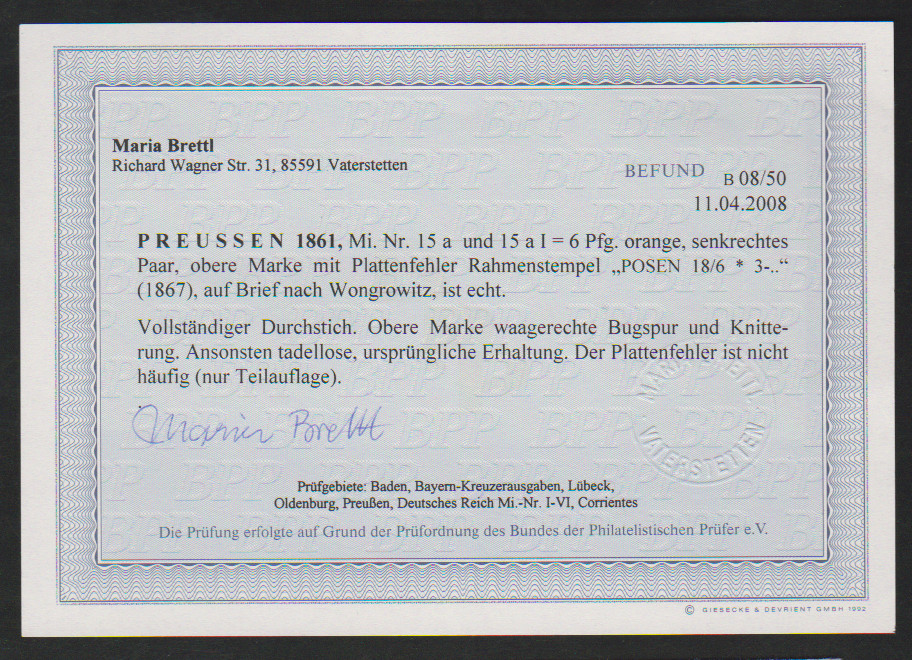 Maria Brettl
Richard Wagner Str. 31, 85591 Vaterstetten
BEFUND B 08/50
11.04.2008
PREUSSEN 1861, Mi. Nr. 15 a und 15 a I = 6 Pfg. orange, senkrechtes
Paar, obere Marke mit Plattenfehler Rahmenstempel „POSEN 18/6 * 3-..“
(1867), auf Brief nach Wongrowitz, ist echt.
Vollständiger Durchstich. Obere Marke waagerechte Bugspur und Knitte-
rung. Ansonsten tadellose, ursprüngliche Erhaltung. Der Plattenfehler ist nicht
häufig (nur Teilauflage).
Maria Brettl
MARIA BRETTL
VATERSTETTEN
Prüfgebiete: Baden, Bayern-Kreuzerausgaben, Lübeck,
Oldenburg, Preußen, Deutsches Reich Mi.-Nr. I-VI, Corrientes
Die Prüfung erfolgte auf Grund der Prüfordnung des Bundes der Philatelistischen Prüfer e.V.
© GIESECKE & DEVRIENT GMBH 1992